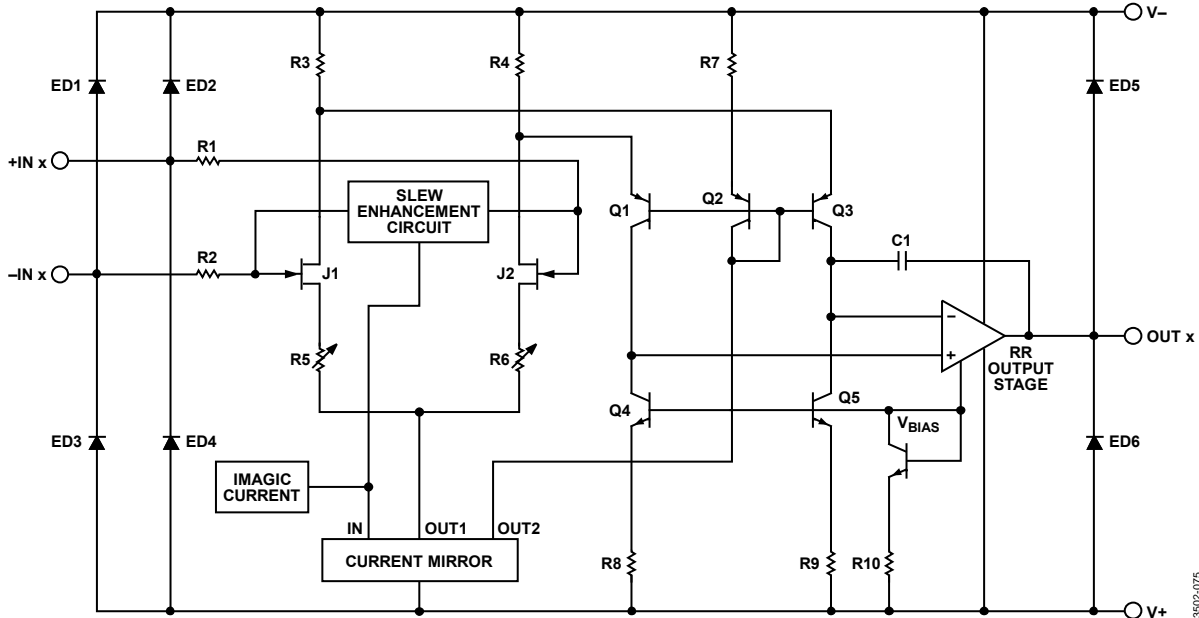 V–
R3
R4
R7
ED1
ED2
ED5
R1
+IN x
SLEW
ENHANCEMENT
CIRCUIT
Q1
Q2
Q3
C1
R2
–IN x
J1
J2
–
+
OUT x
RR
OUTPUT
STAGE
R5
R6
Q4
Q5
VBIAS
ED3
ED4
ED6
IMAGIC
CURRENT
IN
OUT1
OUT2
CURRENT MIRROR
R8
R9
R10
V+
3502-075